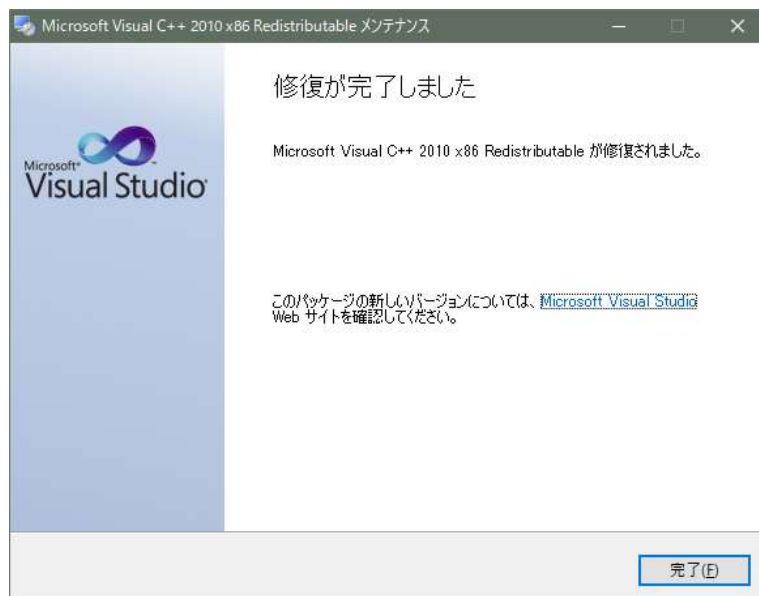 Microsoft Visual C++ 2010 x86 Redistributable メンテナンス
修復が完了しました
Microsoft Visual C++ 2010 x86 Redistributable が修復されました。
Microsoft®
Visual Studio®
このパッケージの新しいバージョンについては、Microsoft Visual Studio
Web サイトを確認してください。
完了(F)